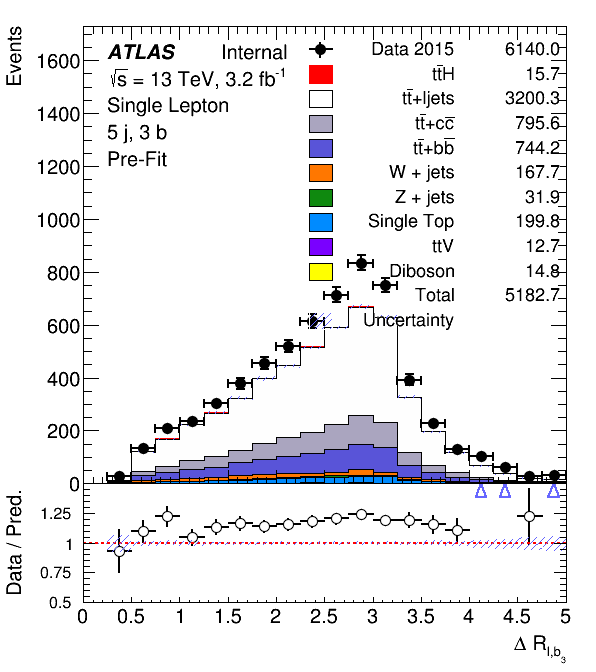 Events
1600
1400
1200
1000
800
600
400
200
0
ATLAS Internal
√s = 13 TeV, 3.2 fb⁻¹
Single Lepton
5 j, 3 b
Pre-Fit
Data 2015 6140.0
tt̄H 15.7
tt̄+ljets 3200.3
tt̄+cc̄ 795.6
tt̄+bb̄ 744.2
W + jets 167.7
Z + jets 31.9
Single Top 199.8
ttV 12.7
Diboson 14.8
Total 5182.7
Uncertainty
Data / Pred.
1.25
1
0.75
0.5
0 0.5 1 1.5 2 2.5 3 3.5 4 4.5 5
Δ R_{l,b_3}